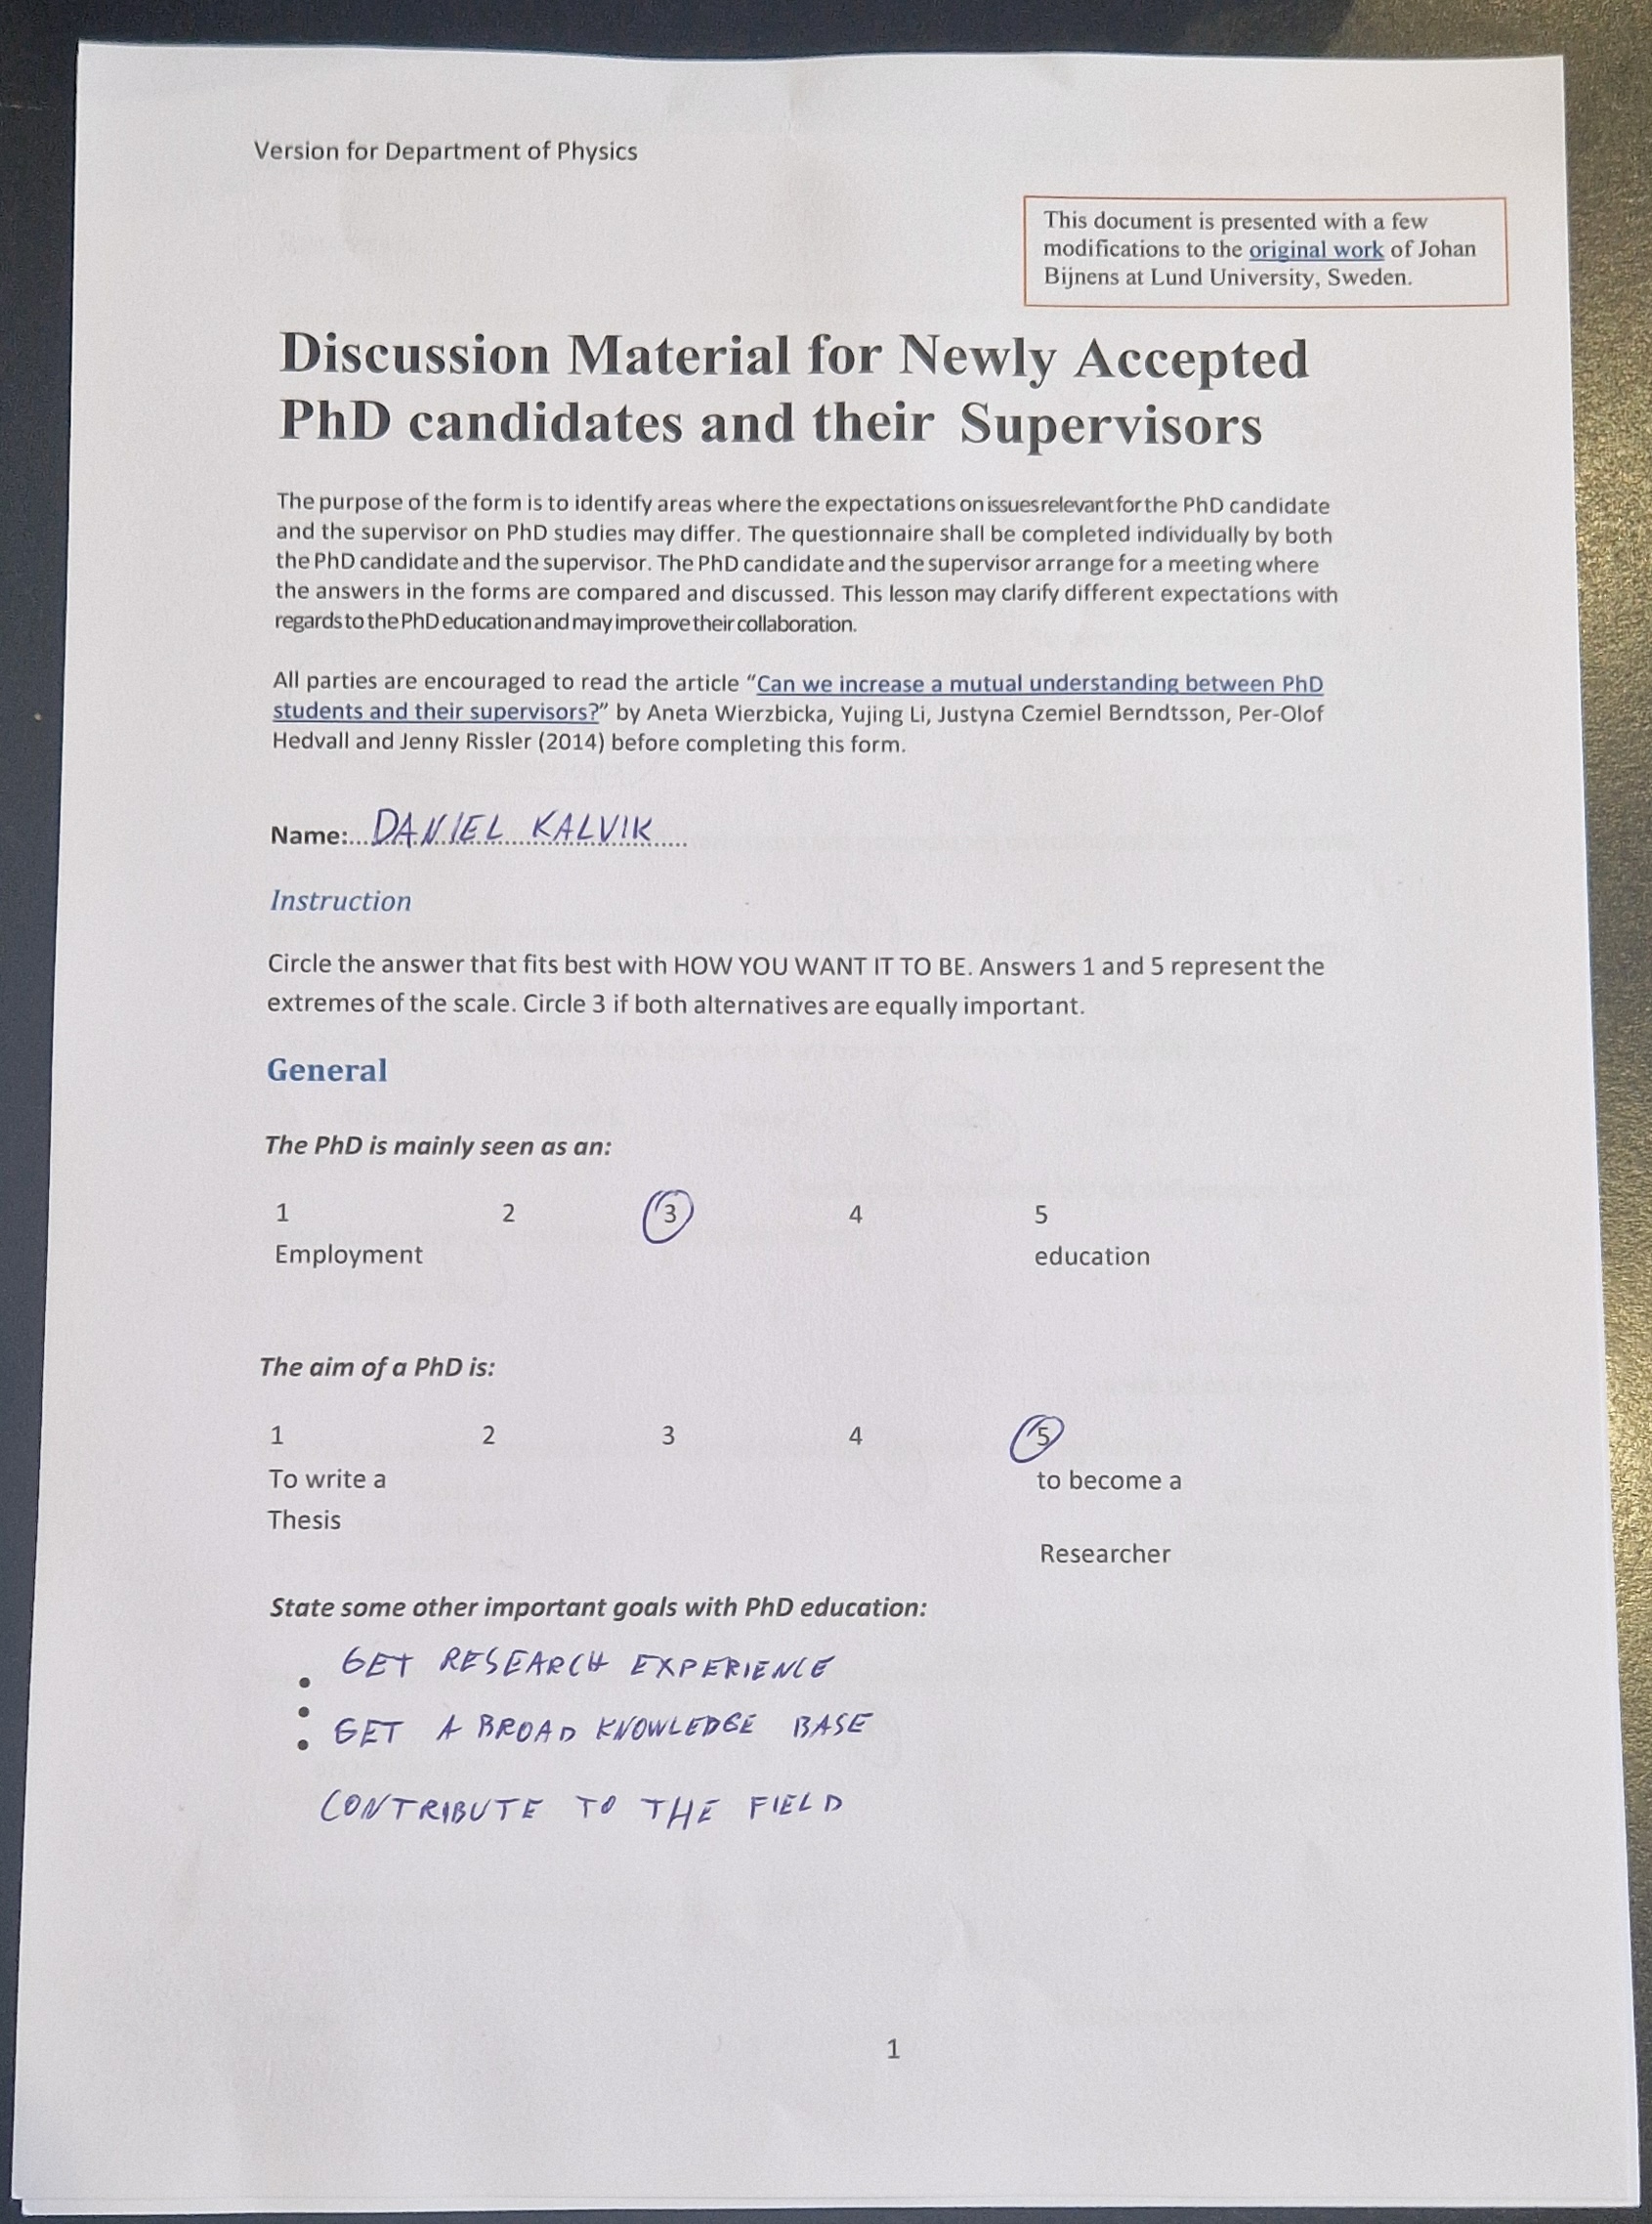 Version for Department of Physics
This document is presented with a few
modifications to the original work of Johan
Bijnens at Lund University, Sweden.
Discussion Material for Newly Accepted
PhD candidates and their Supervisors
The purpose of the form is to identify areas where the expectations on issues relevant for the PhD candidate
and the supervisor on PhD studies may differ. The questionnaire shall be completed individually by both
the PhD candidate and the supervisor. The PhD candidate and the supervisor arrange for a meeting where
the answers in the forms are compared and discussed. This lesson may clarify different expectations with
regards to the PhD education and may improve their collaboration.
All parties are encouraged to read the article “Can we increase a mutual understanding between PhD
students and their supervisors?” by Aneta Wierzbicka, Yujing Li, Justyna Czemiel Berndtsson, Per-Olof
Hedvall and Jenny Rissler (2014) before completing this form.
Name: DANIEL KALVIK
Instruction
Circle the answer that fits best with HOW YOU WANT IT TO BE. Answers 1 and 5 represent the
extremes of the scale. Circle 3 if both alternatives are equally important.
General
The PhD is mainly seen as an:
1 2 3 4 5
Employment education
The aim of a PhD is:
1 2 3 4 5
To write a to become a
Thesis
Researcher
State some other important goals with PhD education:
• GET RESEARCH EXPERIENCE
•
• GET A BROAD KNOWLEDGE BASE
CONTRIBUTE TO THE FIELD
1